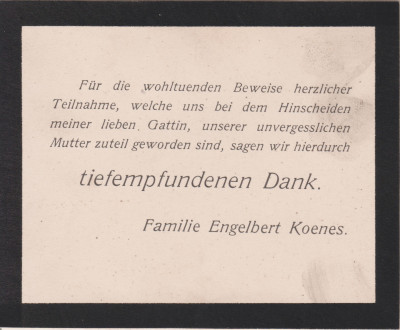 Für die wohltuenden Beweise herzlicher
Teilnahme, welche uns bei dem Hinscheiden
meiner lieben Gattin, unserer unvergesslichen
Mutter zuteil geworden sind, sagen wir hierdurch
tiefempfundenen Dank.
Familie Engelbert Koenes.